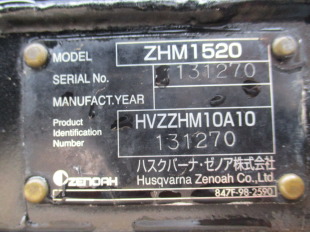 MODEL ZHM1520
SERIAL No. 131270
MANUFACT.YEAR
Product Identification Number HVZZHM10A10
131270
ハスクバーナ・ゼノア株式会社
ZENOAH Husqvarna Zenoah Co.,Ltd.
847F-98-2590